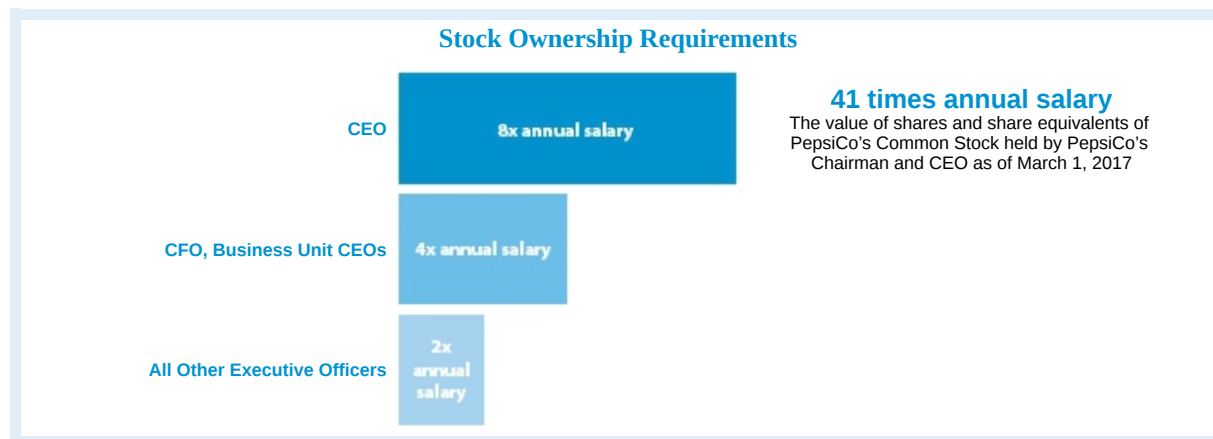 Stock Ownership Requirements
CEO
8x annual salary
41 times annual salary
The value of shares and share equivalents of
PepsiCo's Common Stock held by PepsiCo's
Chairman and CEO as of March 1, 2017
CFO, Business Unit CEOs
4x annual salary
All Other Executive Officers
2x
annual
salary